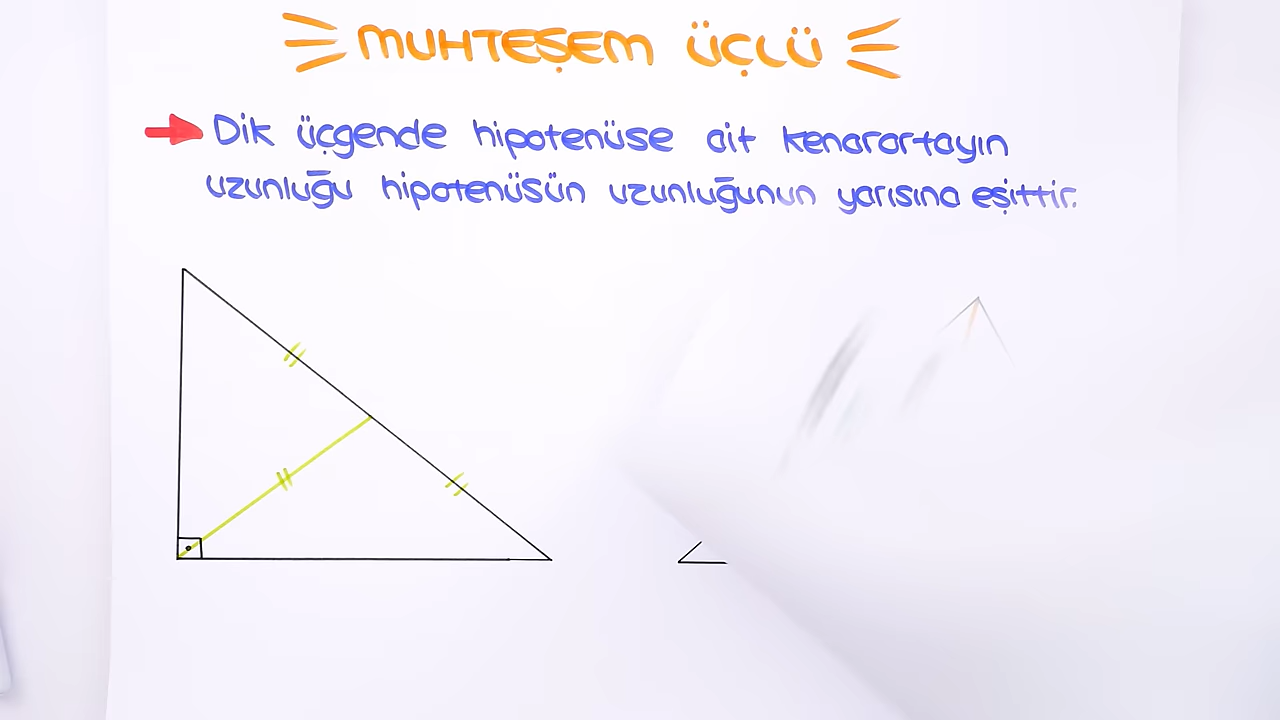 MUHTEŞEM ÜÇLÜ
Dik üçgende hipotenüse ait kenarortayın
uzunluğu hipotenüsün uzunluğunun yarısına eşittir.